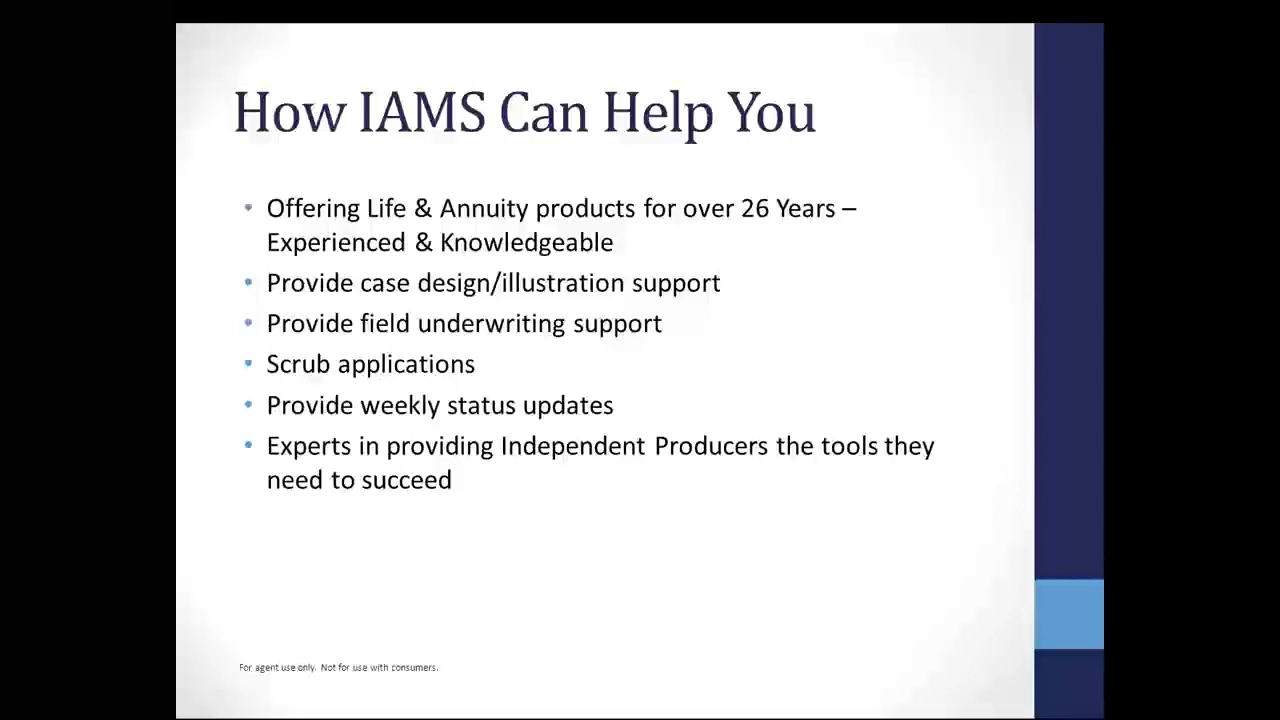 How IAMS Can Help You
• Offering Life & Annuity products for over 26 Years –
Experienced & Knowledgeable
• Provide case design/illustration support
• Provide field underwriting support
• Scrub applications
• Provide weekly status updates
• Experts in providing Independent Producers the tools they
need to succeed
For agent use only. Not for use with consumers.